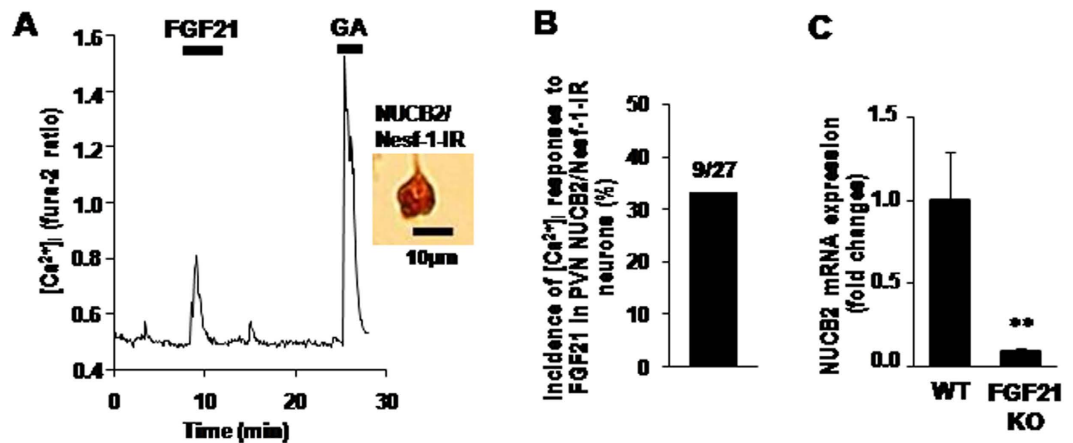 A
FGF21
GA
1.6
1.4
1.2
1.0
0.8
0.6
0.4
[Ca²⁺]i (fura-2 ratio)
0
10
20
30
40
Time (min)
NUCB2/
Nesf-1-IR
10µm
B
Incidence of [Ca²⁺]i responses to
FGF21 in PVN NUCB2/Nesf-1-IR
neurons (%)
50
40
30
20
10
0
9/27
C
NUCB2 mRNA expression
(fold changes)
1.5
1.0
0.5
0.0
**
WT
FGF21
KO